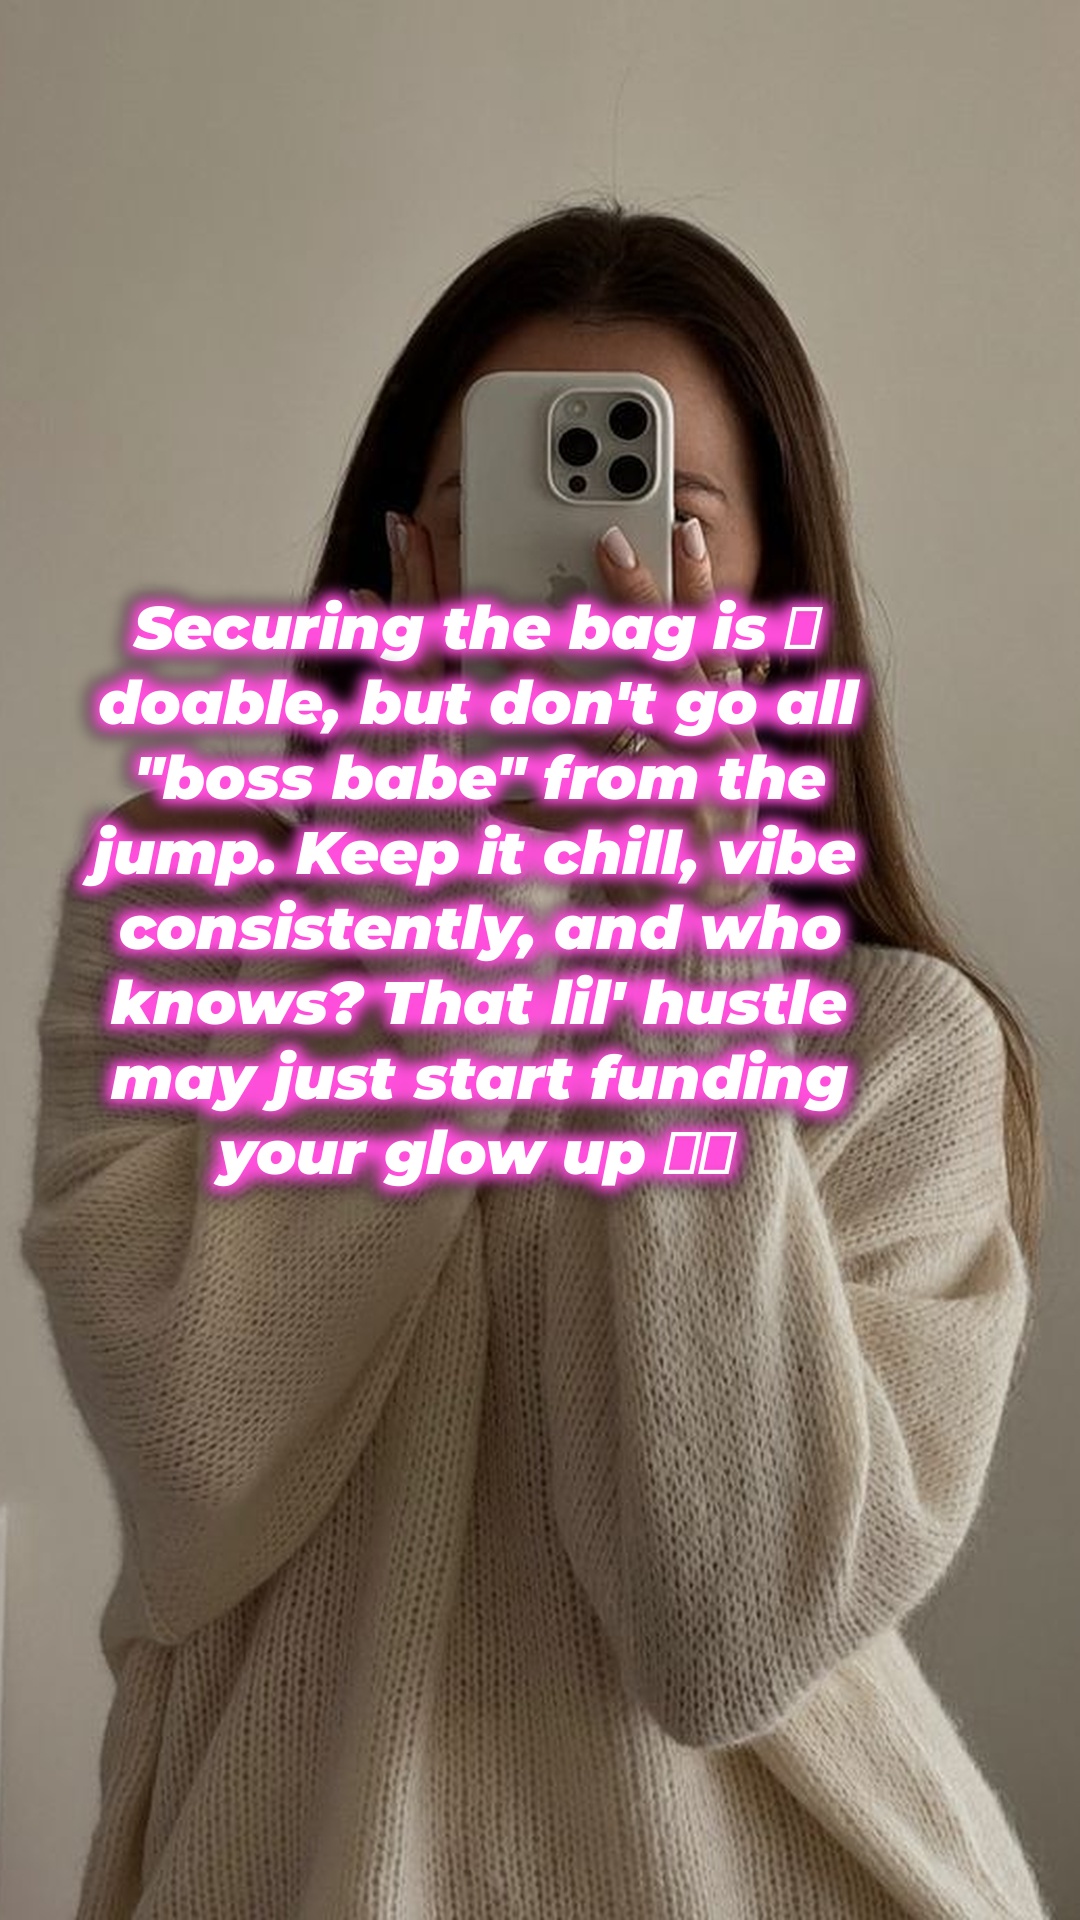 Securing the bag is
doable, but don't go all
"boss babe" from the
jump. Keep it chill, vibe
consistently, and who
knows? That lil' hustle
may just start funding
your glow up